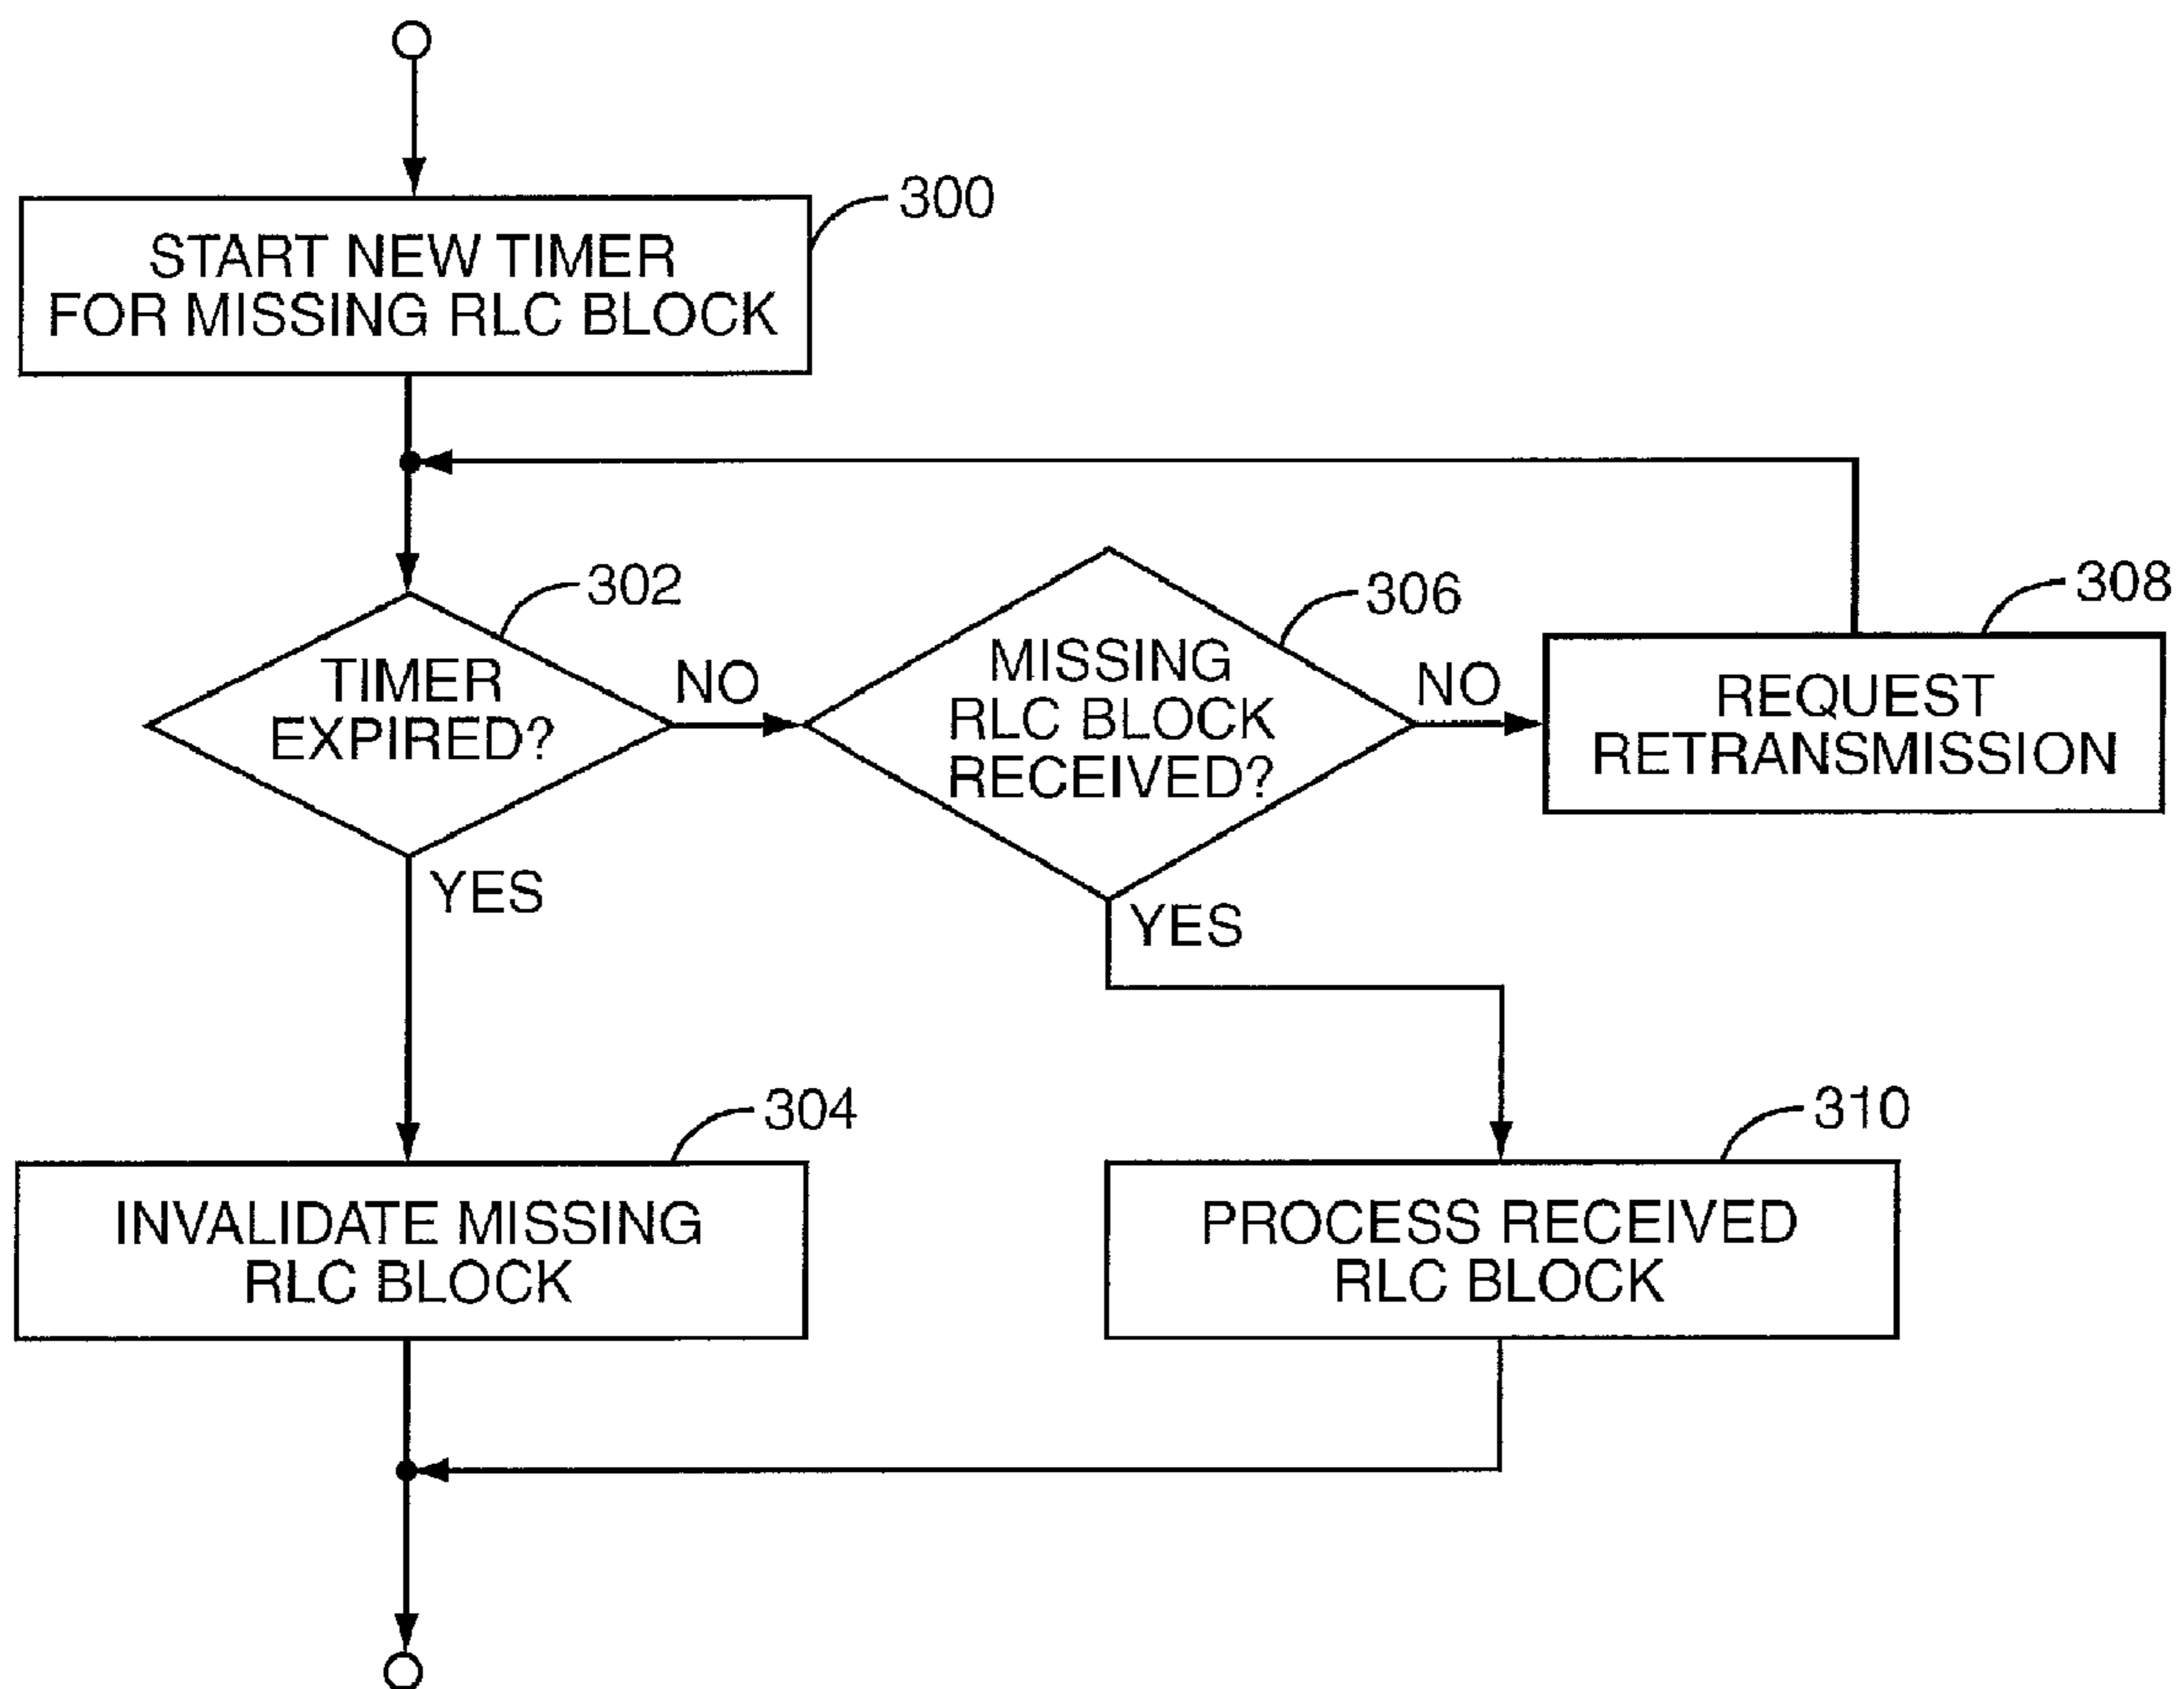 300
START NEW TIMER
FOR MISSING RLC BLOCK
302
TIMER
EXPIRED?
NO
YES
306
MISSING
RLC BLOCK
RECEIVED?
NO
YES
308
REQUEST
RETRANSMISSION
304
INVALIDATE MISSING
RLC BLOCK
310
PROCESS RECEIVED
RLC BLOCK